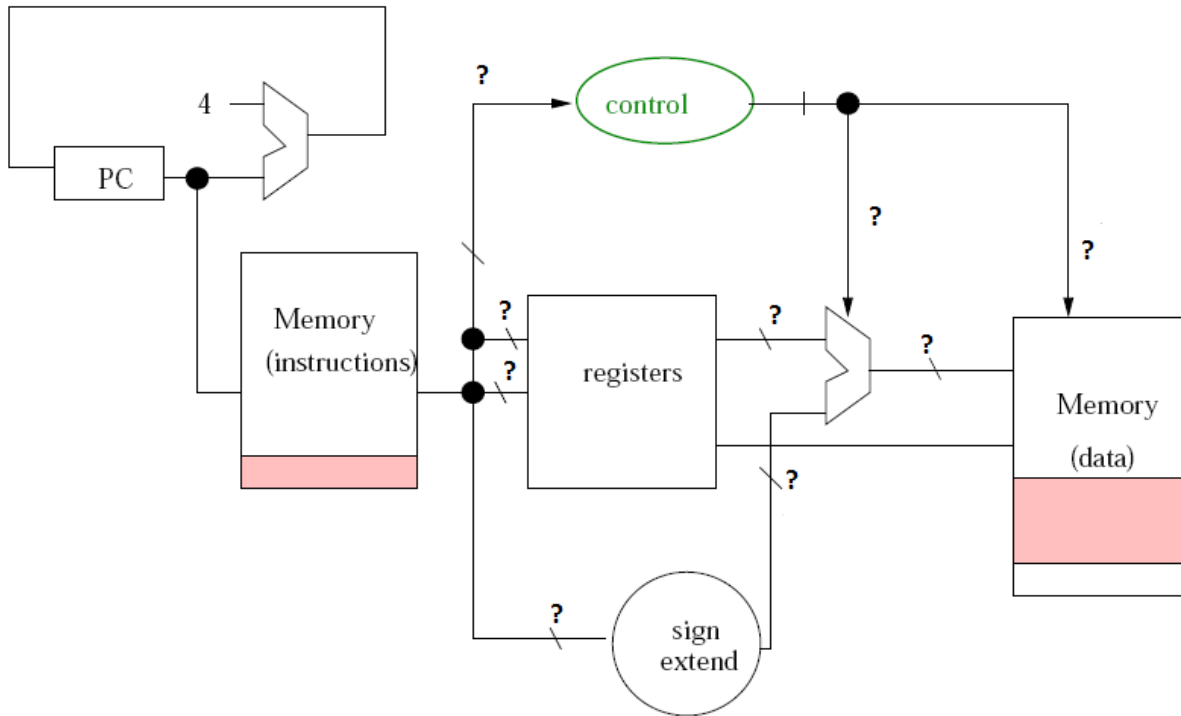 ?
control
4
PC
?
?
Memory
(instructions)
?
?
?
?
registers
Memory
(data)
?
?
sign
extend